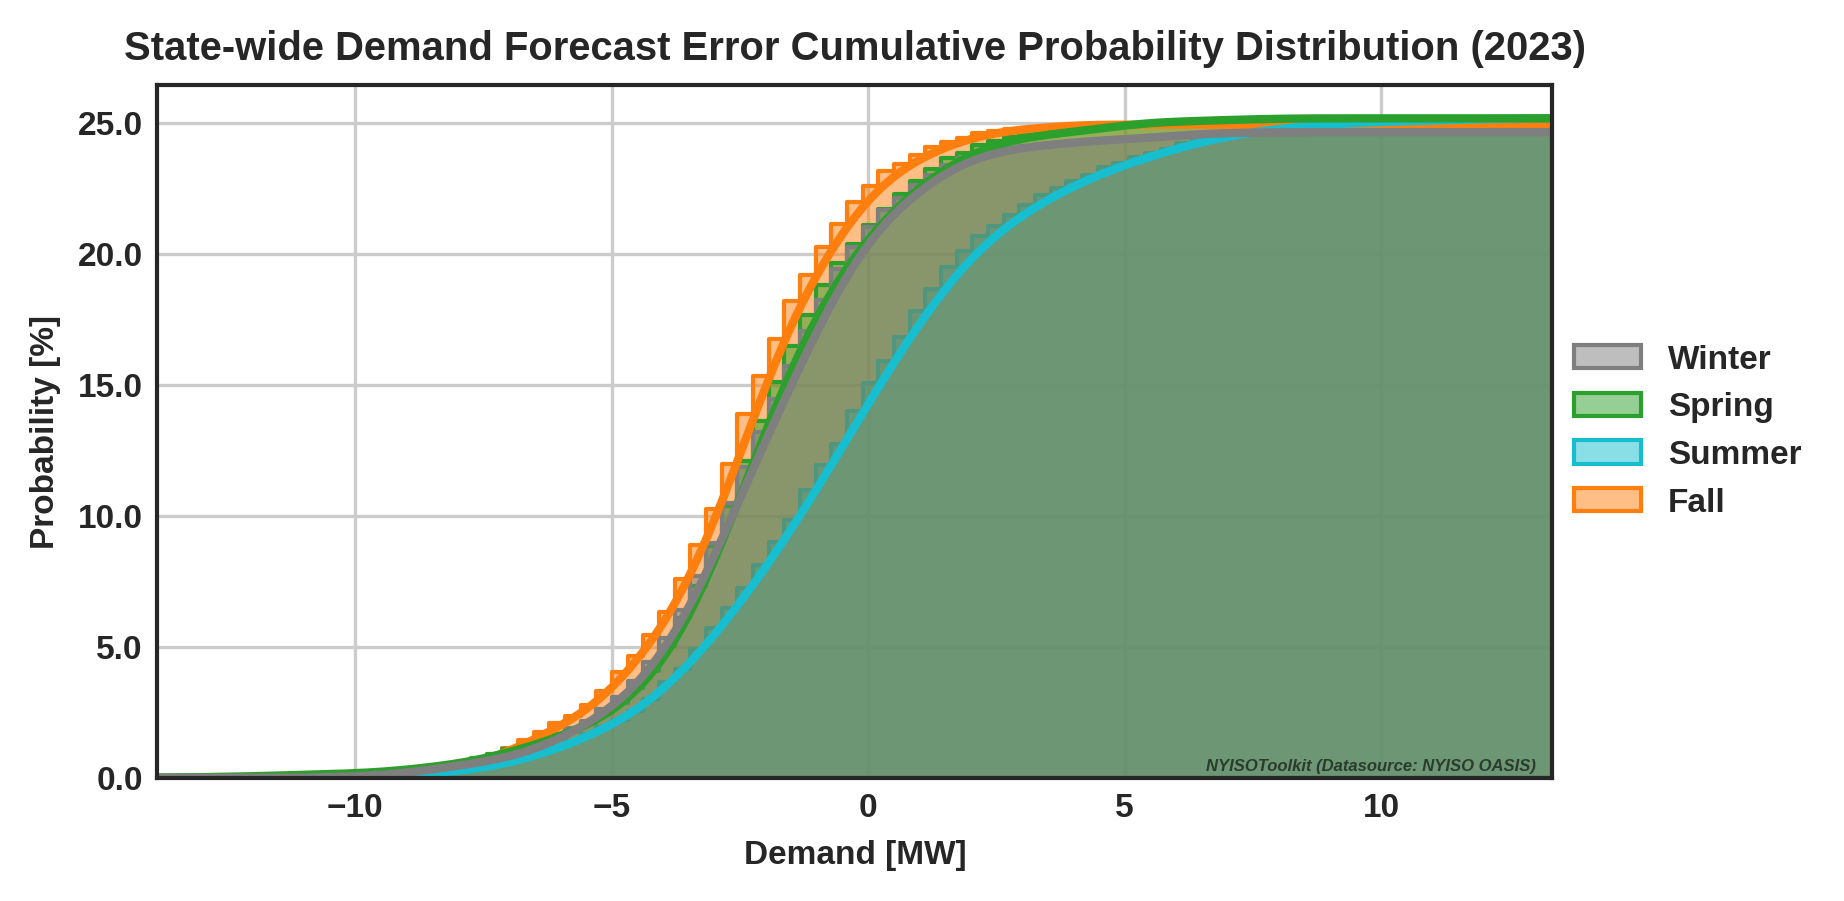 State-wide Demand Forecast Error Cumulative Probability Distribution (2023)
25.0
20.0
15.0
10.0
5.0
0.0
Probability [%]
Winter
Spring
Summer
Fall
NYISOToolkit (Datasource: NYISO OASIS)
−10
−5
0
5
10
Demand [MW]